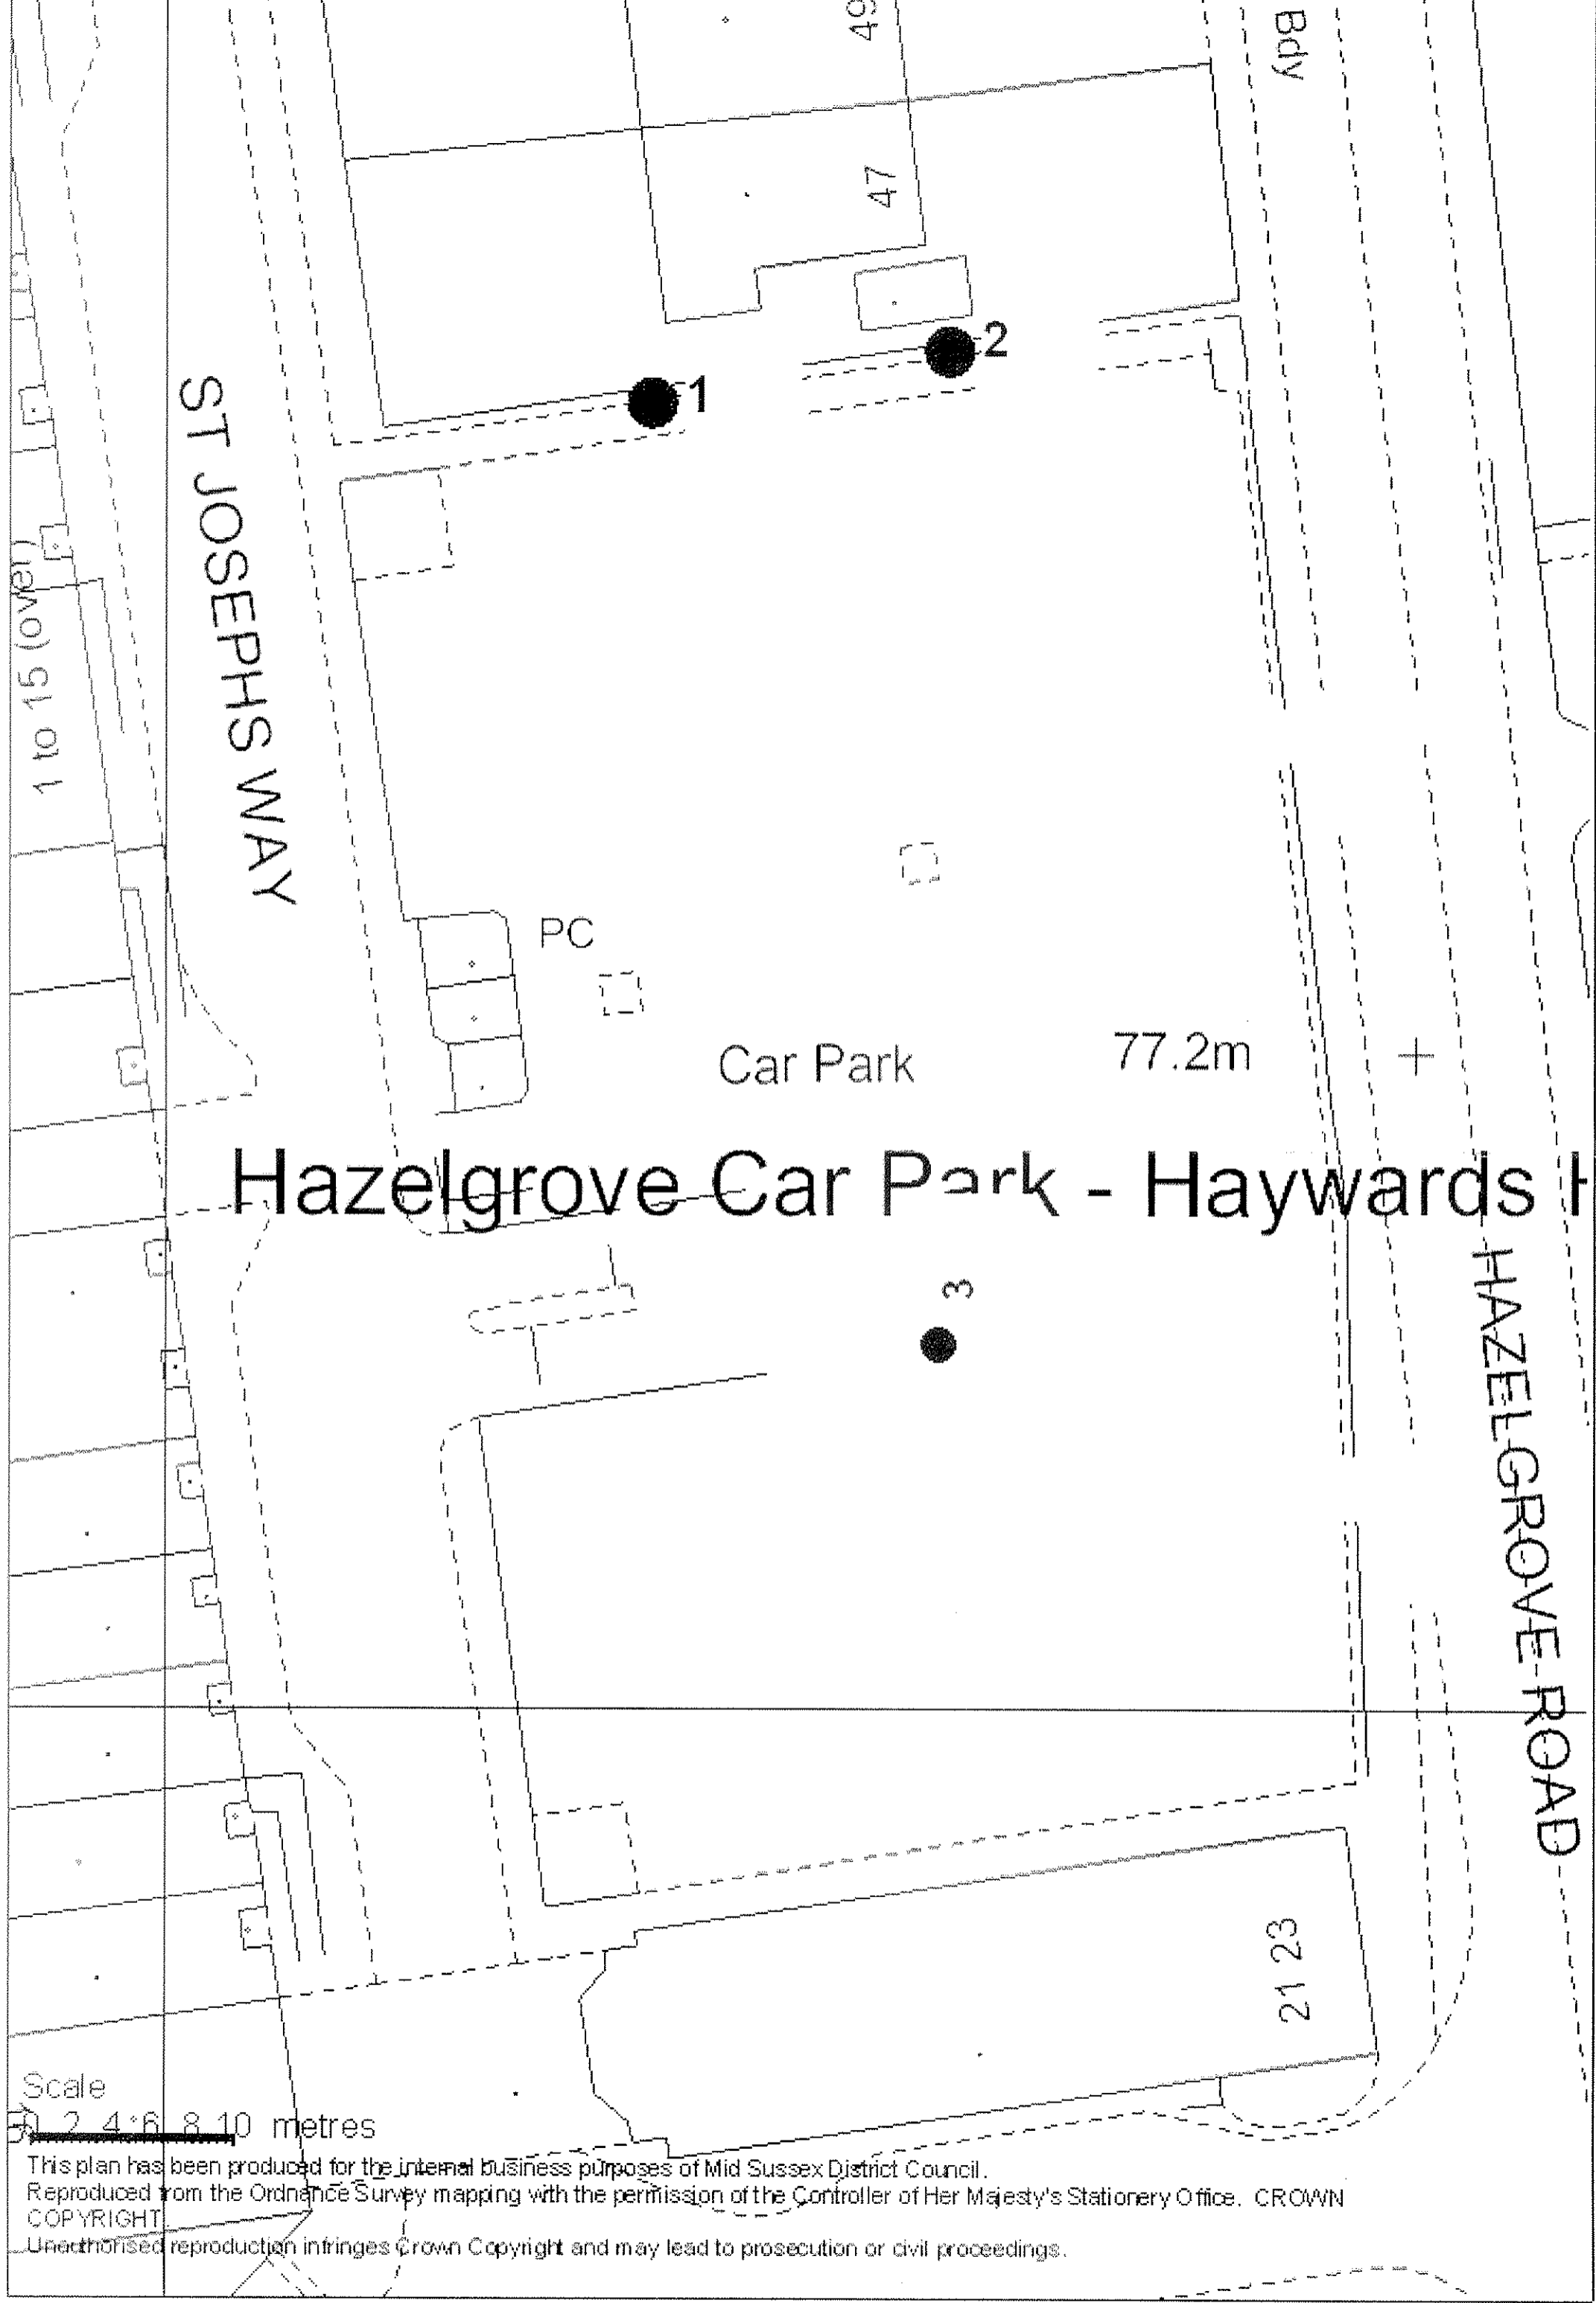 49
Bdy
47
2
1
ST JOSEPHS WAY
1 to 15 (over)
PC
Car Park
77.2m
Hazelgrove Car Park - Haywards H
3
HAZELGROVE ROAD
21 23
Scale
0 2 4 6 8 10 metres
This plan has been produced for the internal business purposes of Mid Sussex District Council.
Reproduced from the Ordnance Survey mapping with the permission of the Controller of Her Majesty's Stationery Office. CROWN
COPYRIGHT.
Unauthorised reproduction infringes Crown Copyright and may lead to prosecution or civil proceedings.